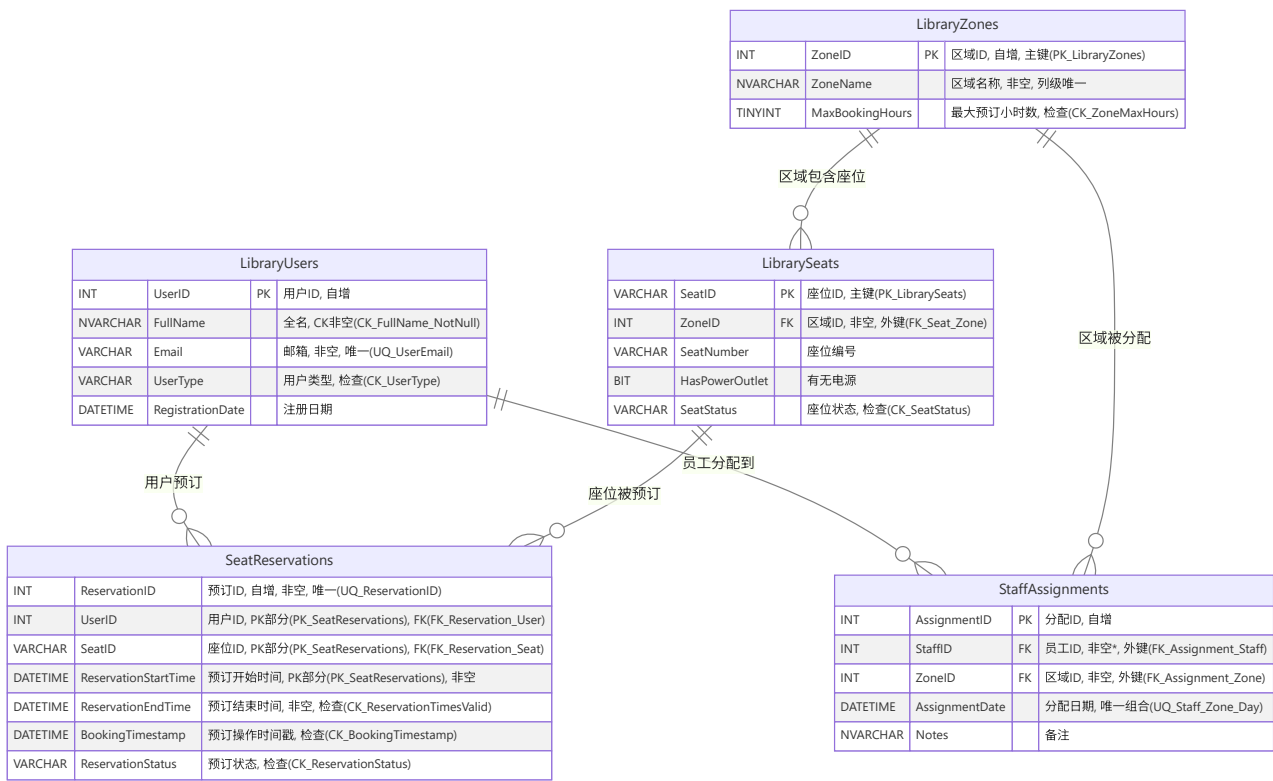 LibraryZones
INT ZoneID PK 区域ID, 自增, 主键(PK_LibraryZones)
NVARCHAR ZoneName 区域名称, 非空, 列级唯一
TINYINT MaxBookingHours 最大预订小时数, 检查(CK_ZoneMaxHours)
区域包含座位
区域被分配
LibraryUsers
INT UserID PK 用户ID, 自增
NVARCHAR FullName 全名, CK非空(CK_FullName_NotNull)
VARCHAR Email 邮箱, 非空, 唯一(UQ_UserEmail)
VARCHAR UserType 用户类型, 检查(CK_UserType)
DATETIME RegistrationDate 注册日期
LibrarySeats
VARCHAR SeatID PK 座位ID, 主键(PK_LibrarySeats)
INT ZoneID FK 区域ID, 非空, 外键(FK_Seat_Zone)
VARCHAR SeatNumber 座位编号
BIT HasPowerOutlet 有无电源
VARCHAR SeatStatus 座位状态, 检查(CK_SeatStatus)
用户预订
座位被预订
员工分配到
SeatReservations
INT ReservationID 预订ID, 自增, 非空, 唯一(UQ_ReservationID)
INT UserID 用户ID, PK部分(PK_SeatReservations), FK(FK_Reservation_User)
VARCHAR SeatID 座位ID, PK部分(PK_SeatReservations), FK(FK_Reservation_Seat)
DATETIME ReservationStartTime 预订开始时间, PK部分(PK_SeatReservations), 非空
DATETIME ReservationEndTime 预订结束时间, 非空, 检查(CK_ReservationTimesValid)
DATETIME BookingTimestamp 预订操作时间戳, 检查(CK_BookingTimestamp)
VARCHAR ReservationStatus 预订状态, 检查(CK_ReservationStatus)
StaffAssignments
INT AssignmentID PK 分配ID, 自增
INT StaffID FK 员工ID, 非空*, 外键(FK_Assignment_Staff)
INT ZoneID FK 区域ID, 非空, 外键(FK_Assignment_Zone)
DATETIME AssignmentDate 分配日期, 唯一组合(UQ_Staff_Zone_Day)
NVARCHAR Notes 备注